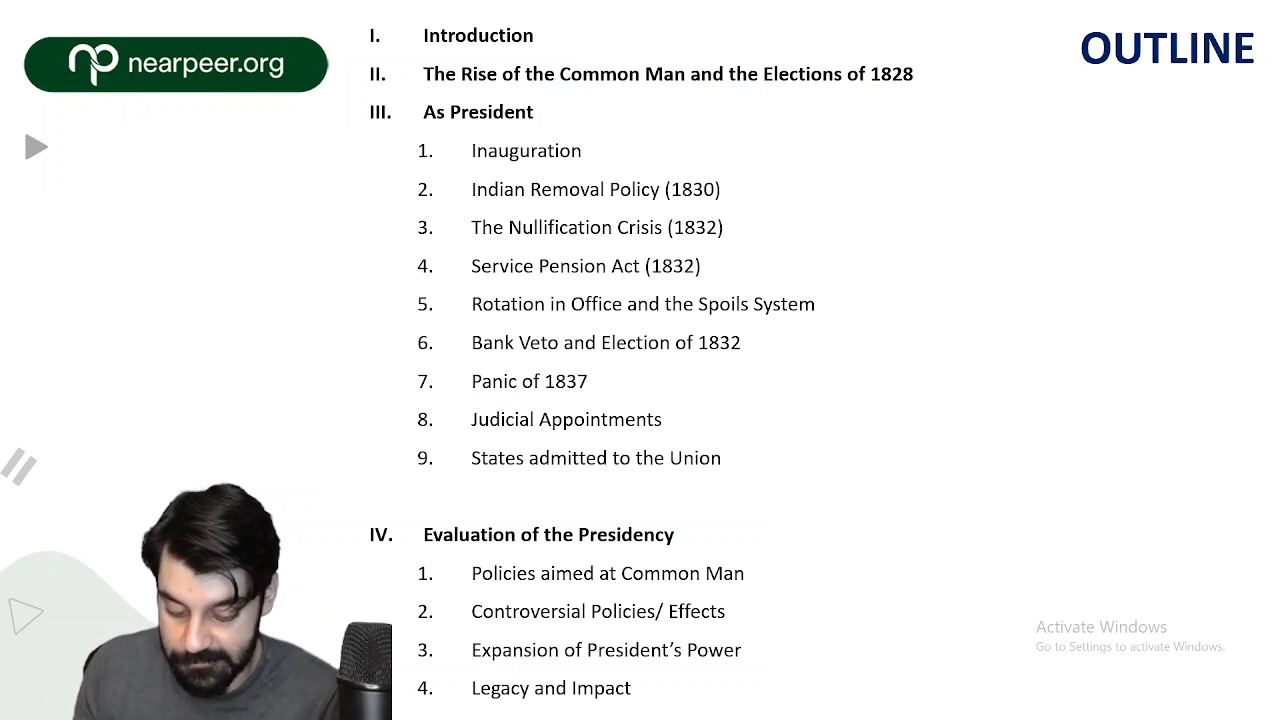 nearpeer.org
OUTLINE
I. Introduction
II. The Rise of the Common Man and the Elections of 1828
III. As President
1. Inauguration
2. Indian Removal Policy (1830)
3. The Nullification Crisis (1832)
4. Service Pension Act (1832)
5. Rotation in Office and the Spoils System
6. Bank Veto and Election of 1832
7. Panic of 1837
8. Judicial Appointments
9. States admitted to the Union
IV. Evaluation of the Presidency
1. Policies aimed at Common Man
2. Controversial Policies/ Effects
3. Expansion of President's Power
4. Legacy and Impact
Activate Windows
Go to Settings to activate Windows.